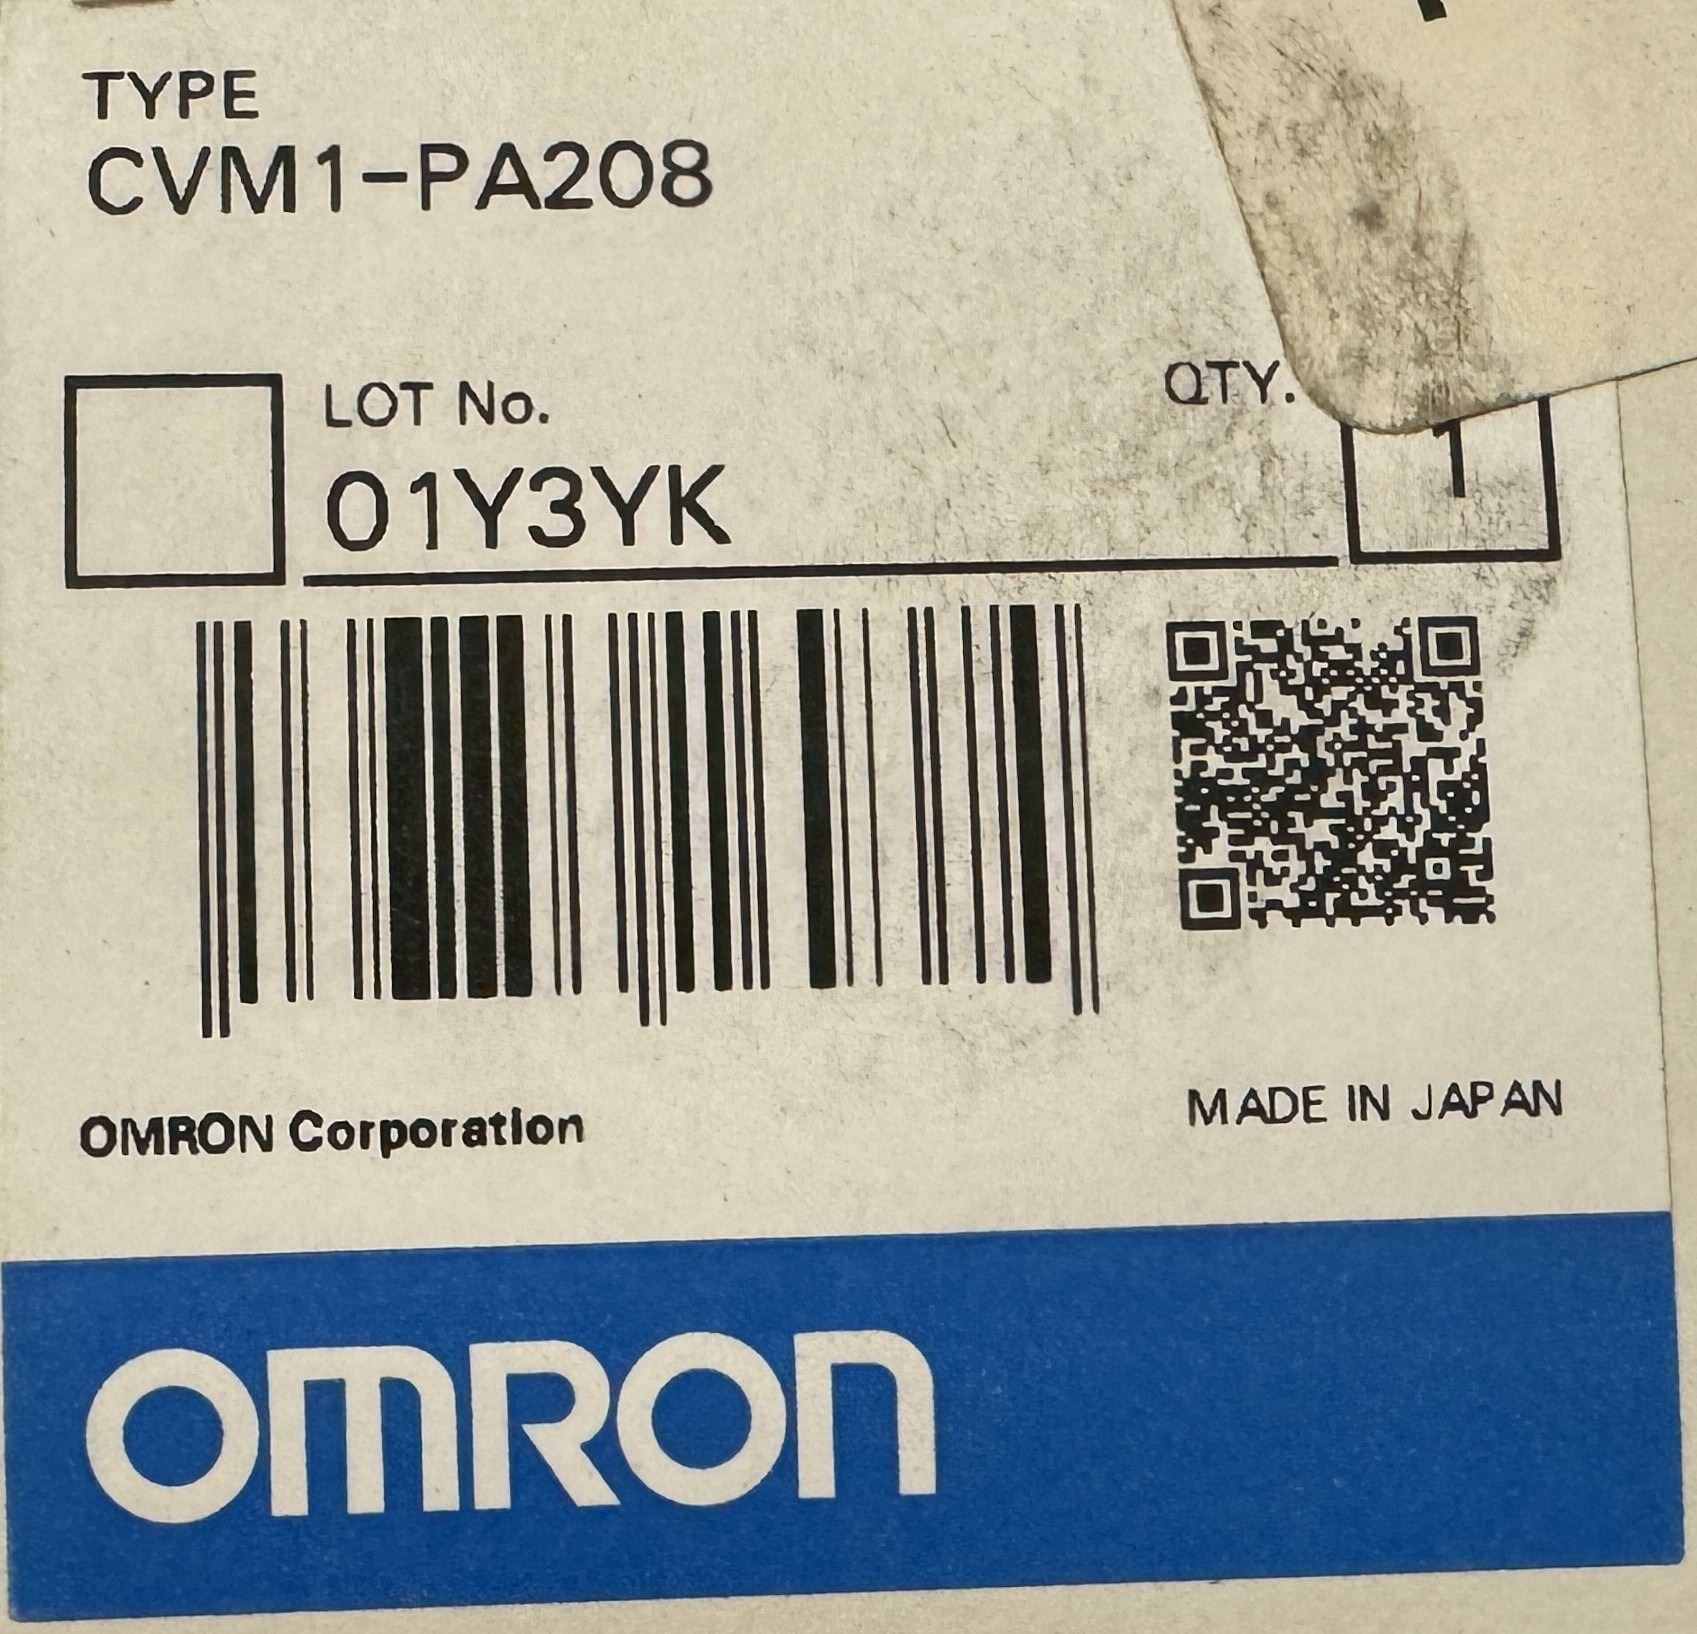 TYPE
CVM1-PA208
LOT No.
QTY.
01Y3YK
1
OMRON Corporation
MADE IN JAPAN
OMRON